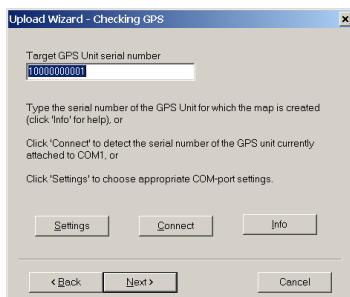 Upload Wizard - Checking GPS
Target GPS Unit serial number
10000000001
Type the serial number of the GPS Unit for which the map is created
(click 'Info' for help), or
Click 'Connect' to detect the serial number of the GPS unit currently
attached to COM1, or
Click 'Settings' to choose appropriate COM-port settings.
Settings Connect Info
< Back Next > Cancel